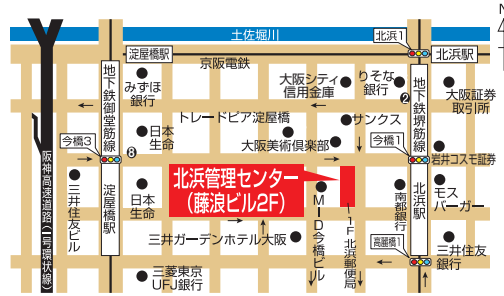 N
土佐堀川
北浜1
淀屋橋駅
北浜駅
京阪電鉄
地下鉄御堂筋線
みずほ
銀行
大阪シティ
信用金庫
りそな
銀行
❷
地下鉄堺筋線
大阪証券
取引所
トレードピア淀屋橋
サンクス
日本
生命
大阪美術倶楽部
今橋3
❽
今橋1
岩井コスモ証券
阪神高速道路(1号環状線)
三井住友ビル
淀屋橋駅
日本
生命
北浜管理センター
(藤浪ビル2F)
MID今橋ビル
1F北浜郵便局
南都銀行
北浜駅
モス
バーガー
三井ガーデンホテル大阪
高麗橋1
三井住友
銀行
三菱東京
UFJ銀行